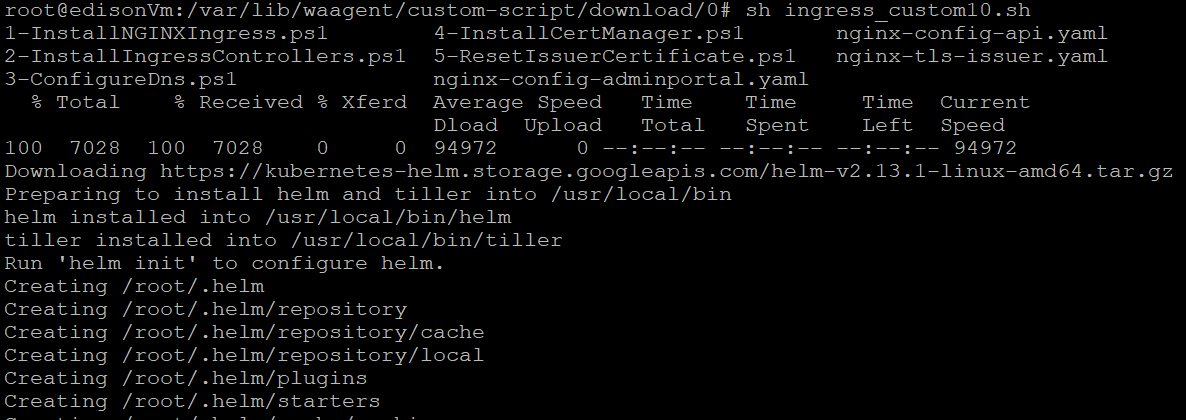 root@edisonVm:/var/lib/waagent/custom-script/download/0# sh ingress_custom10.sh
1-InstallNGINXIngress.ps1 4-InstallCertManager.ps1 nginx-config-api.yaml
2-InstallIngressControllers.ps1 5-ResetIssuerCertificate.ps1 nginx-tls-issuer.yaml
3-ConfigureDns.ps1 nginx-config-adminportal.yaml
% Total % Received % Xferd Average Speed Time Time Time Current
Dload Upload Total Spent Left Speed
100 7028 100 7028 0 0 94972 0 --:--:-- --:--:-- --:--:-- 94972
Downloading https://kubernetes-helm.storage.googleapis.com/helm-v2.13.1-linux-amd64.tar.gz
Preparing to install helm and tiller into /usr/local/bin
helm installed into /usr/local/bin/helm
tiller installed into /usr/local/bin/tiller
Run 'helm init' to configure helm.
Creating /root/.helm
Creating /root/.helm/repository
Creating /root/.helm/repository/cache
Creating /root/.helm/repository/local
Creating /root/.helm/plugins
Creating /root/.helm/starters